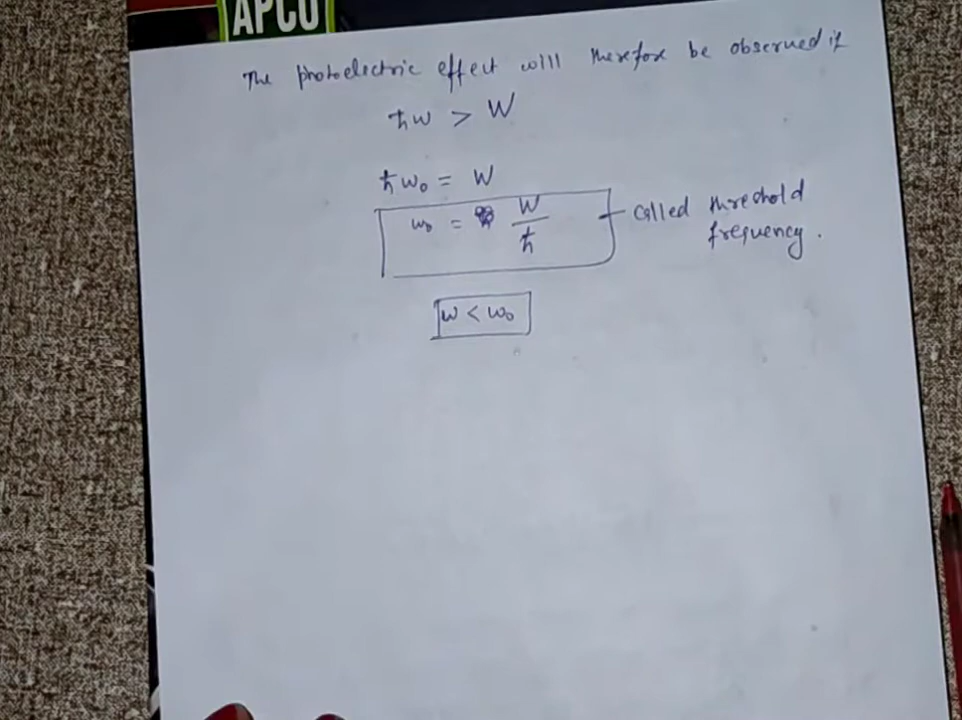 APCO
The photoelectric effect will therefore be observed if
ħω > W
ħω₀ = W
ω₀ = W/ħ called threshold frequency.
ω < ω₀